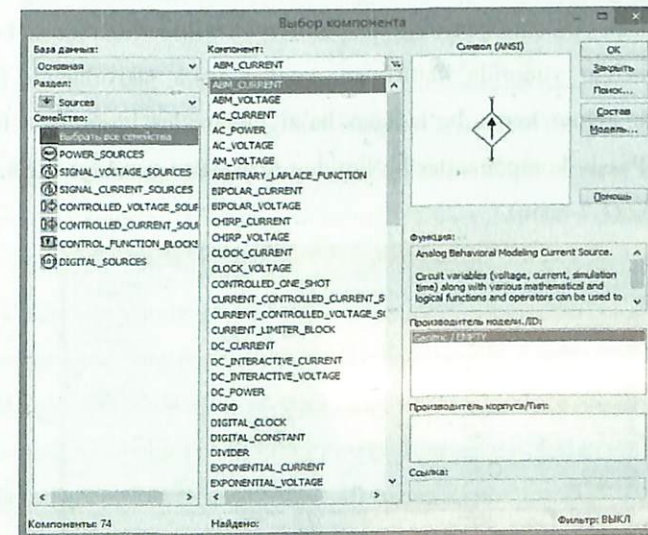 Выбор компонента
База данных:
Основная
Раздел:
Sources
Семейство:
Выбрать все семейства
POWER_SOURCES
SIGNAL_VOLTAGE_SOURCES
SIGNAL_CURRENT_SOURCES
CONTROLLED_VOLTAGE_SOUF
CONTROLLED_CURRENT_SOUI
CONTROL_FUNCTION_BLOCKS
DIGITAL_SOURCES
Компонент:
ABM_CURRENT
ABM_CURRENT
ABM_VOLTAGE
AC_CURRENT
AC_POWER
AC_VOLTAGE
AM_VOLTAGE
ARBITRARY_LAPLACE_FUNCTION
BIPOLAR_CURRENT
BIPOLAR_VOLTAGE
CHIRP_CURRENT
CHIRP_VOLTAGE
CLOCK_CURRENT
CLOCK_VOLTAGE
CONTROLLED_ONE_SHOT
CURRENT_CONTROLLED_CURRENT_S
CURRENT_CONTROLLED_VOLTAGE_SC
CURRENT_LIMITER_BLOCK
DC_CURRENT
DC_INTERACTIVE_CURRENT
DC_INTERACTIVE_VOLTAGE
DC_POWER
DGND
DIGITAL_CLOCK
DIGITAL_CONSTANT
DIVIDER
EXPONENTIAL_CURRENT
EXPONENTIAL_VOLTAGE
Символ (ANSI)
OK
Закрыть
Поиск...
Состав
Модель...
Помощь
Функция:
Analog Behavioral Modeling Current Source.
Circuit variables (voltage, current, simulation
time) along with various mathematical and
logical functions and operators can be used to
Производитель модели./ID:
Generic / EMPTY
Производитель корпуса/Тип:
Ссылка:
Компоненты: 74
Найдено:
Фильтр: ВЫКЛ